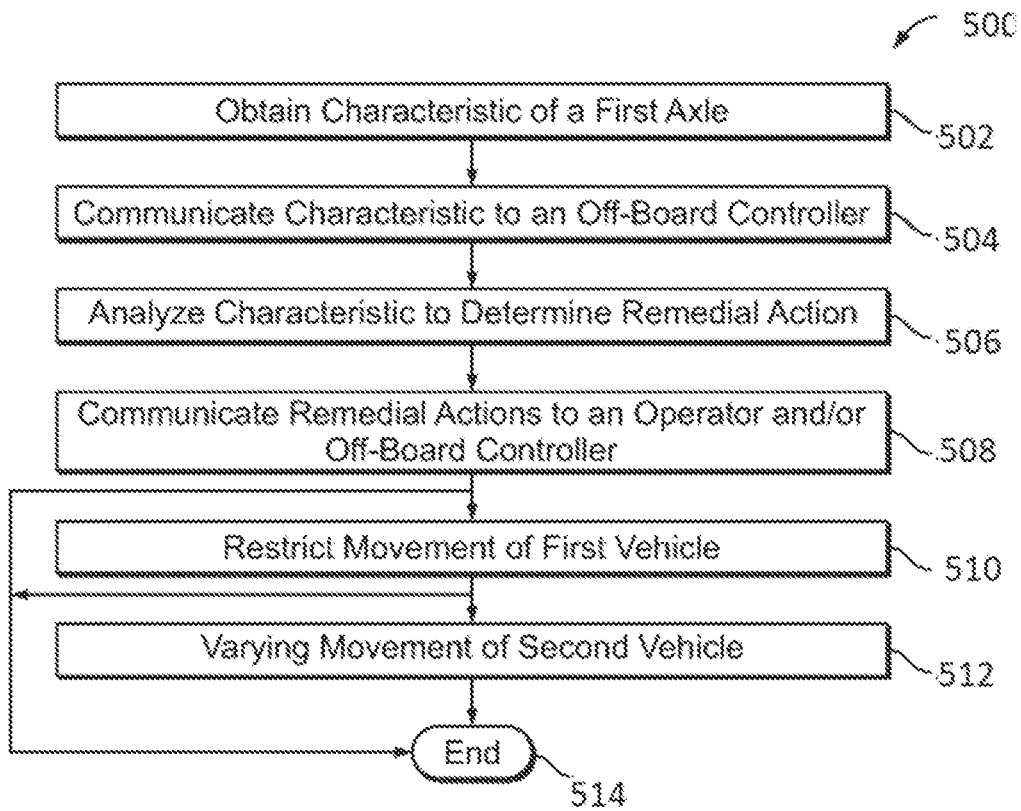 500
Obtain Characteristic of a First Axle
502
Communicate Characteristic to an Off-Board Controller
504
Analyze Characteristic to Determine Remedial Action
506
Communicate Remedial Actions to an Operator and/or
Off-Board Controller
508
Restrict Movement of First Vehicle
510
Varying Movement of Second Vehicle
512
End
514